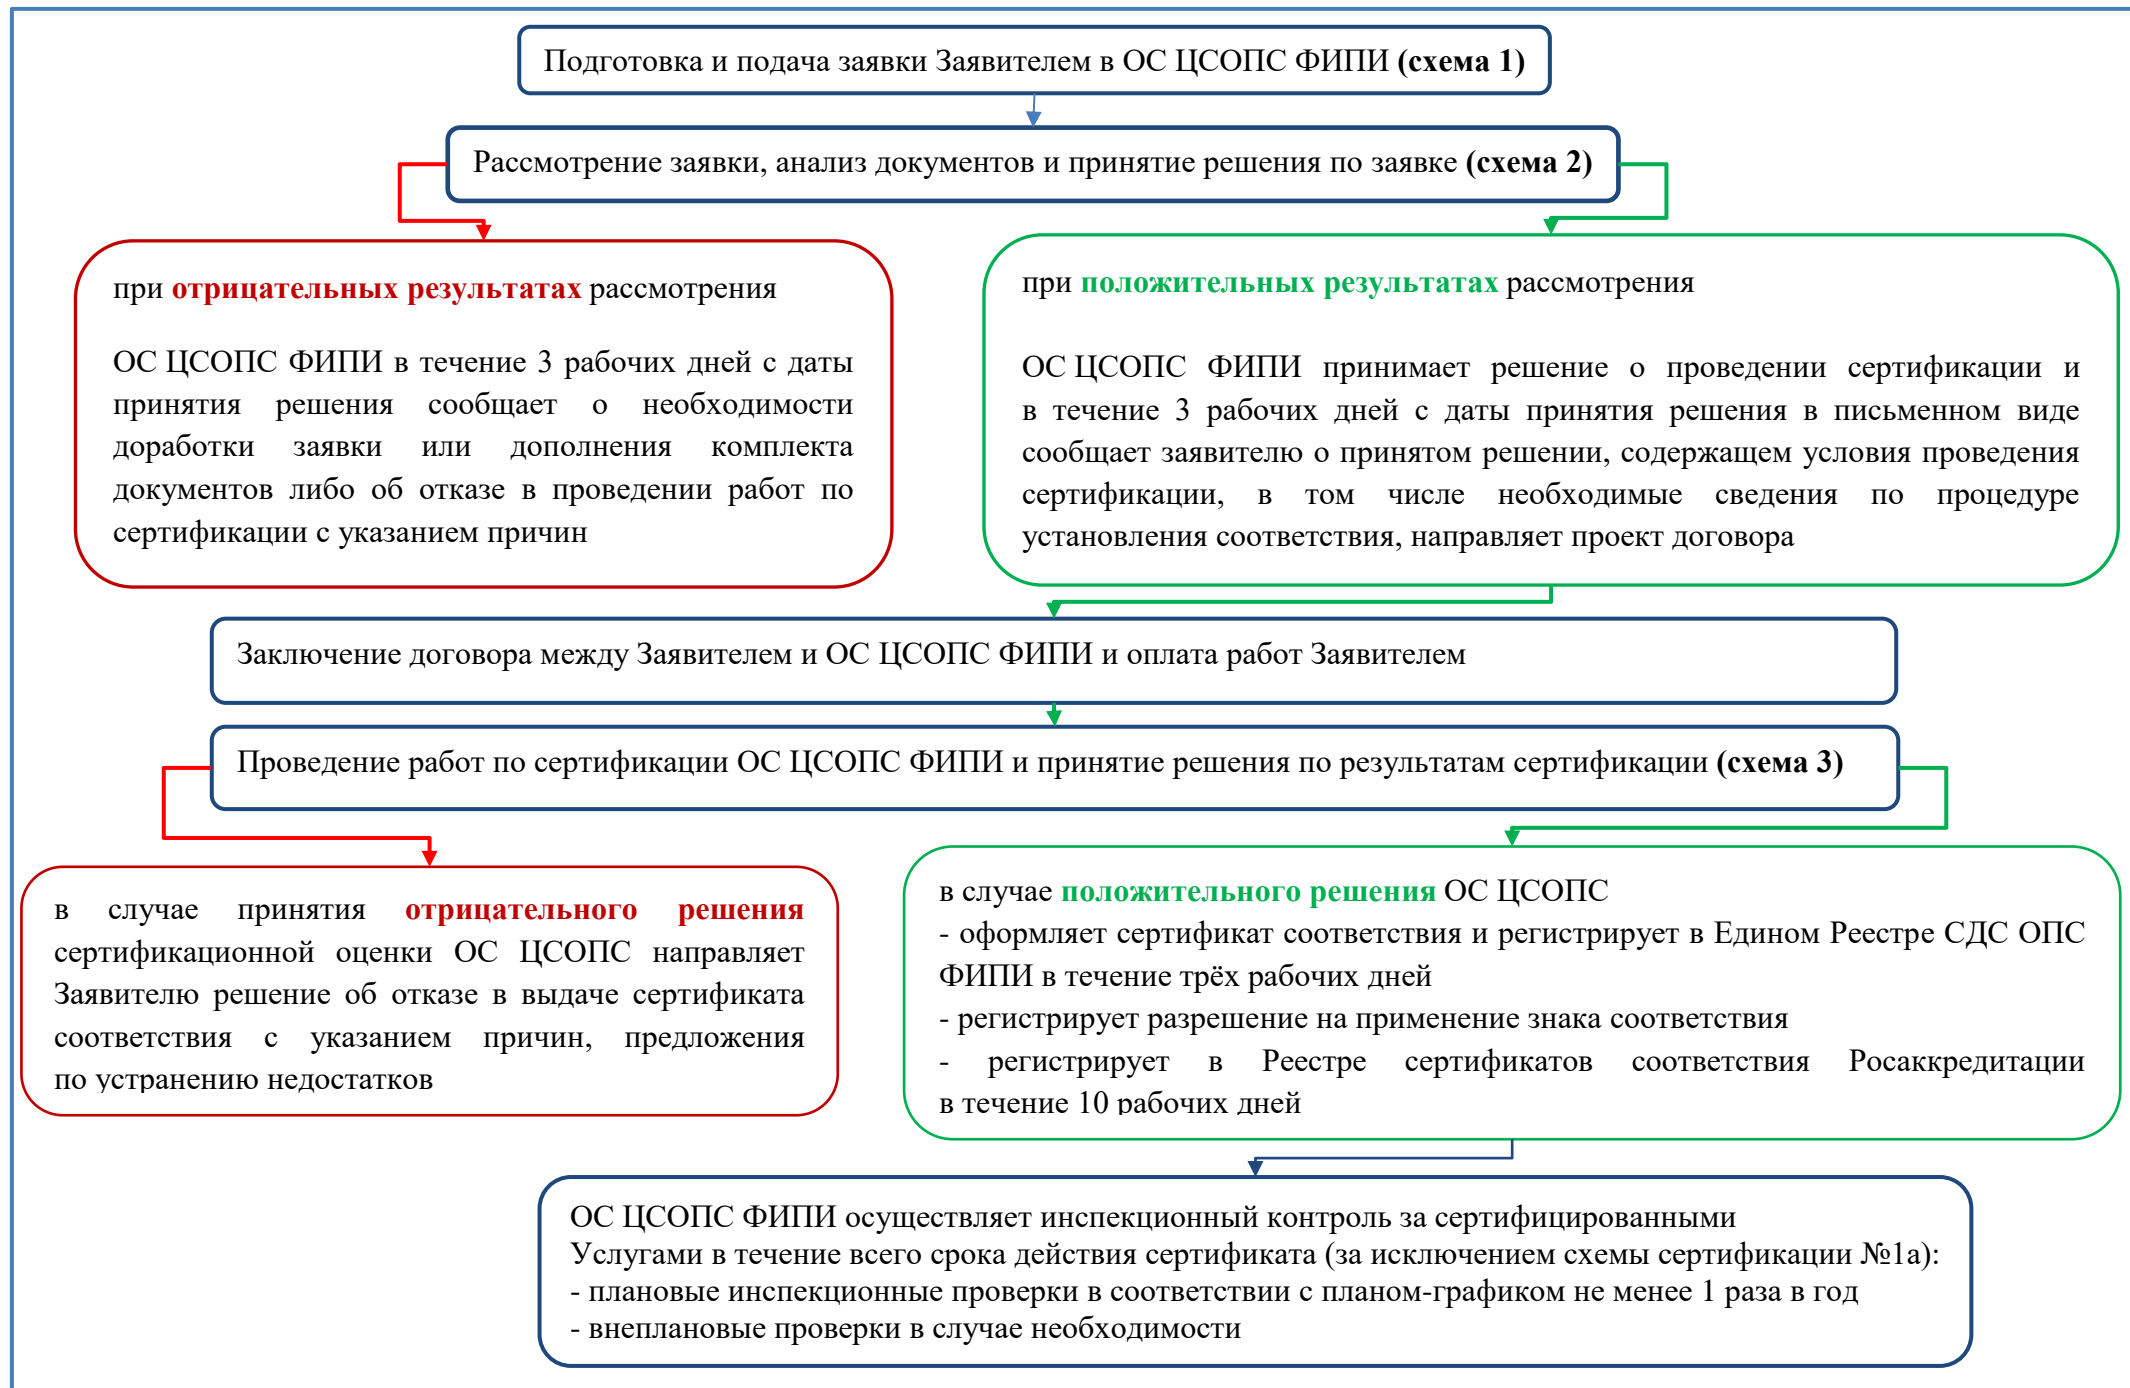 Подготовка и подача заявки Заявителем в ОС ЦСОПС ФИПИ (схема 1)
Рассмотрение заявки, анализ документов и принятие решения по заявке (схема 2)
при отрицательных результатах рассмотрения
ОС ЦСОПС ФИПИ в течение 3 рабочих дней с даты
принятия решения сообщает о необходимости
доработки заявки или дополнения комплекта
документов либо об отказе в проведении работ по
сертификации с указанием причин
при положительных результатах рассмотрения
ОС ЦСОПС ФИПИ принимает решение о проведении сертификации и
в течение 3 рабочих дней с даты принятия решения в письменном виде
сообщает заявителю о принятом решении, содержащем условия проведения
сертификации, в том числе необходимые сведения по процедуре
установления соответствия, направляет проект договора
Заключение договора между Заявителем и ОС ЦСОПС ФИПИ и оплата работ Заявителем
Проведение работ по сертификации ОС ЦСОПС ФИПИ и принятие решения по результатам сертификации (схема 3)
в случае принятия отрицательного решения
сертификационной оценки ОС ЦСОПС направляет
Заявителю решение об отказе в выдаче сертификата
соответствия с указанием причин, предложения
по устранению недостатков
в случае положительного решения ОС ЦСОПС
- оформляет сертификат соответствия и регистрирует в Едином Реестре СДС ОПС
ФИПИ в течение трёх рабочих дней
- регистрирует разрешение на применение знака соответствия
- регистрирует в Реестре сертификатов соответствия Росаккредитации
в течение 10 рабочих дней
ОС ЦСОПС ФИПИ осуществляет инспекционный контроль за сертифицированными
Услугами в течение всего срока действия сертификата (за исключением схемы сертификации №1а):
- плановые инспекционные проверки в соответствии с планом-графиком не менее 1 раза в год
- внеплановые проверки в случае необходимости